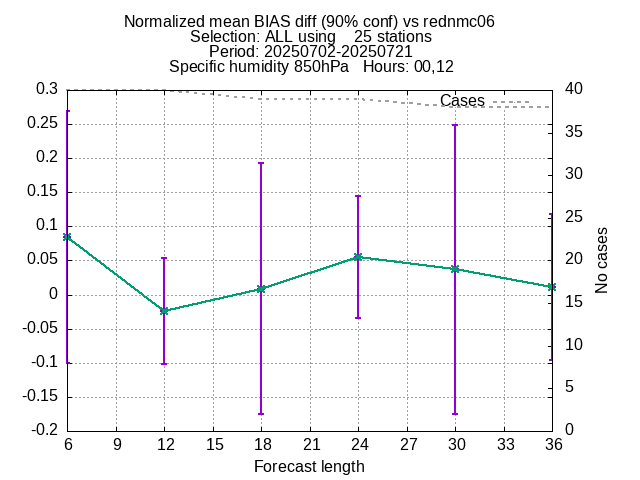 Normalized mean BIAS diff (90% conf) vs rednmc06
Selection: ALL using    25 stations
Period: 20250702-20250721
Specific humidity 850hPa   Hours: 00,12
Cases
0.3
0.25
0.2
0.15
0.1
0.05
0
-0.05
-0.1
-0.15
-0.2
40
35
30
25
20
15
10
5
0
No cases
6 9 12 15 18 21 24 27 30 33 36
Forecast length